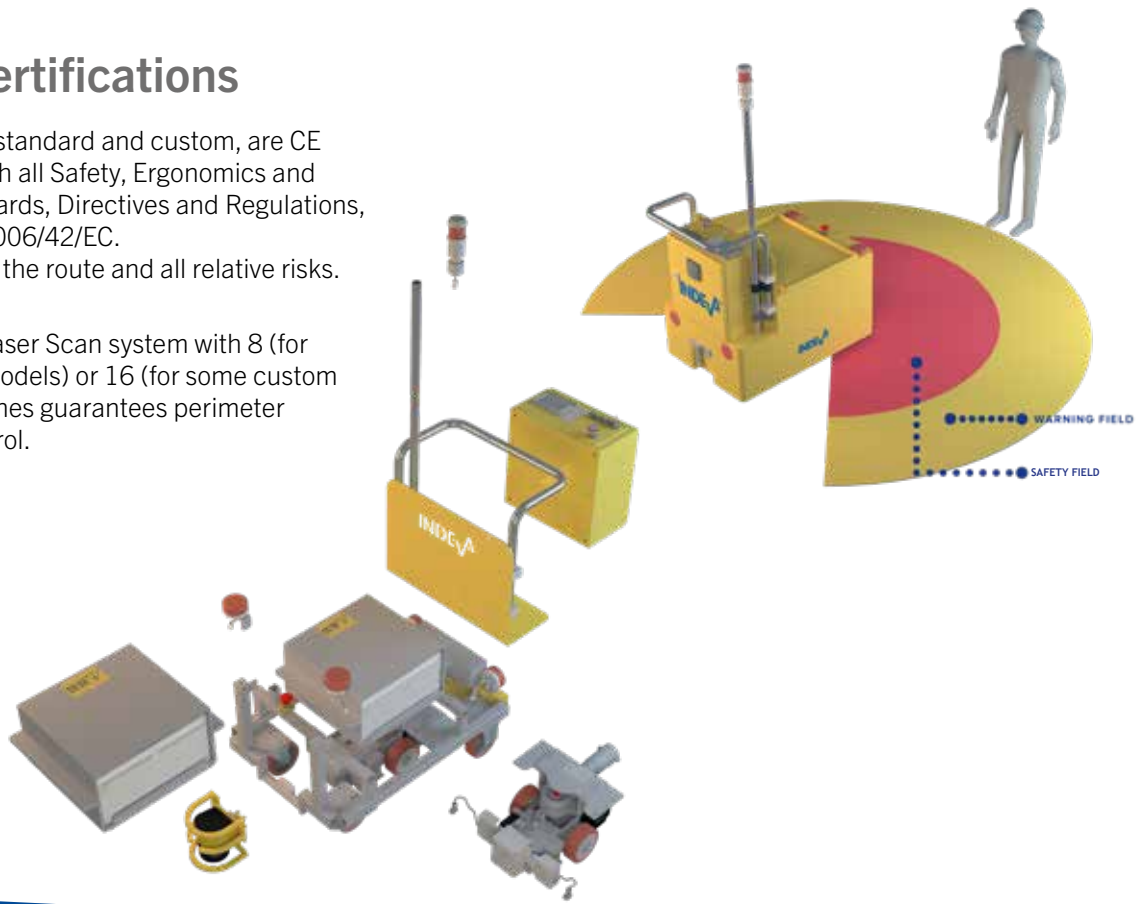 ertifications
standard and custom, are CE
h all Safety, Ergonomics and
ards, Directives and Regulations,
006/42/EC.
the route and all relative risks.
aser Scan system with 8 (for
odels) or 16 (for some custom
nes guarantees perimeter
rol.
INDEVA
INDEVA
WARNING FIELD
SAFETY FIELD
INDEVA